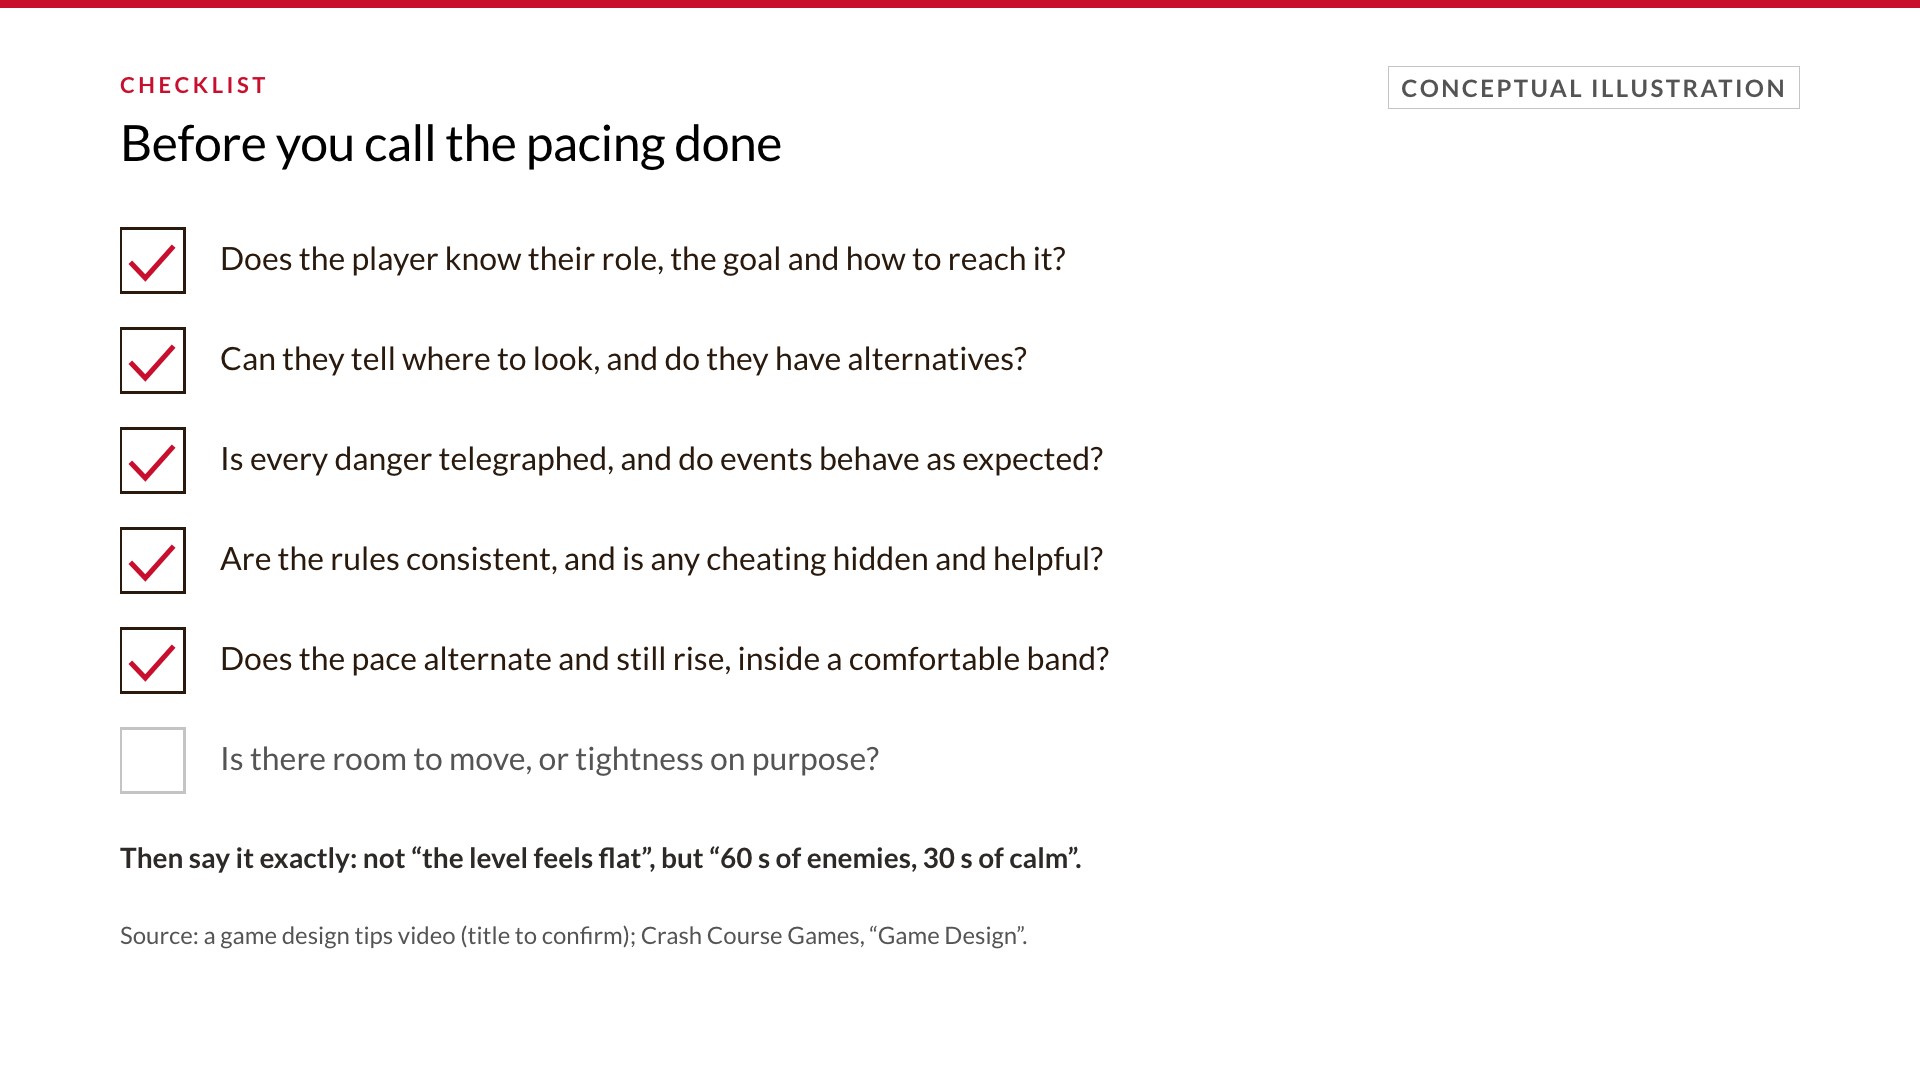 CHECKLIST
CONCEPTUAL ILLUSTRATION
Before you call the pacing done
Does the player know their role, the goal and how to reach it?
Can they tell where to look, and do they have alternatives?
Is every danger telegraphed, and do events behave as expected?
Are the rules consistent, and is any cheating hidden and helpful?
Does the pace alternate and still rise, inside a comfortable band?
Is there room to move, or tightness on purpose?
Then say it exactly: not “the level feels flat”, but “60 s of enemies, 30 s of calm”.
Source: a game design tips video (title to confirm); Crash Course Games, “Game Design”.